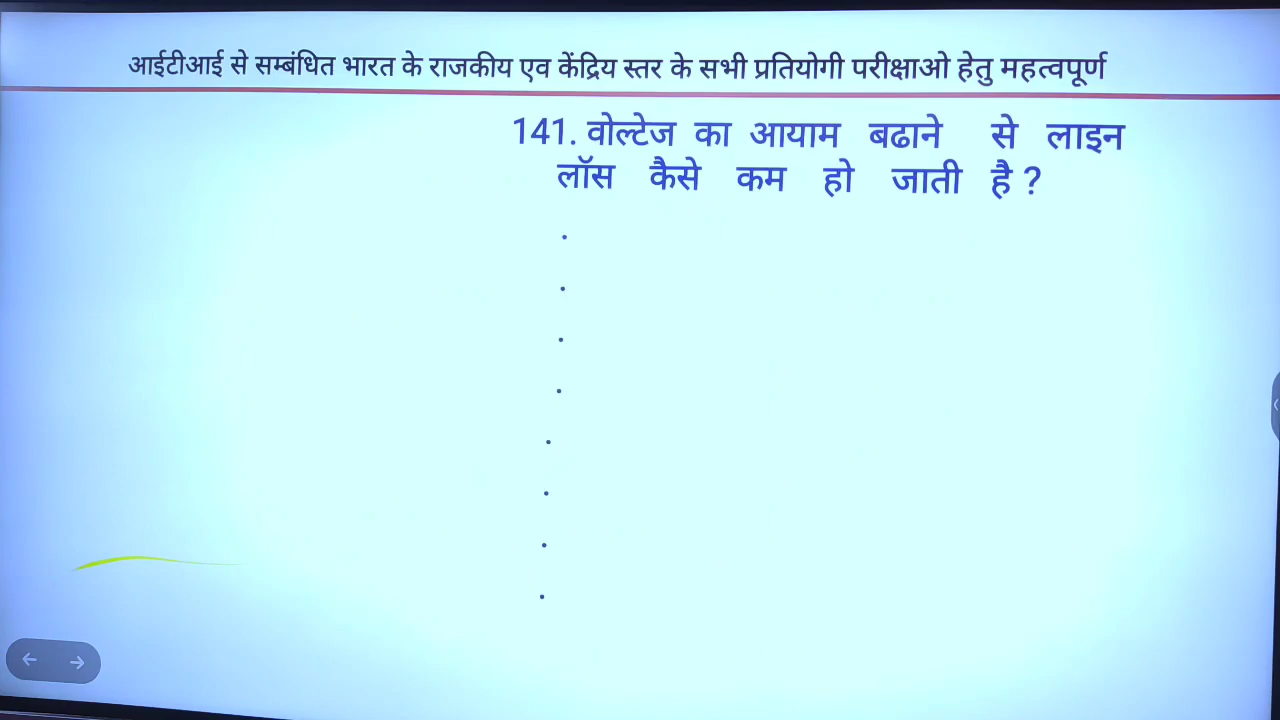 आईटीआई से सम्बंधित भारत के राजकीय एव केंद्रिय स्तर के सभी प्रतियोगी परीक्षाओ हेतु महत्वपूर्ण
141. वोल्टेज का आयाम बढाने से लाइन
लॉस कैसे कम हो जाती है ?